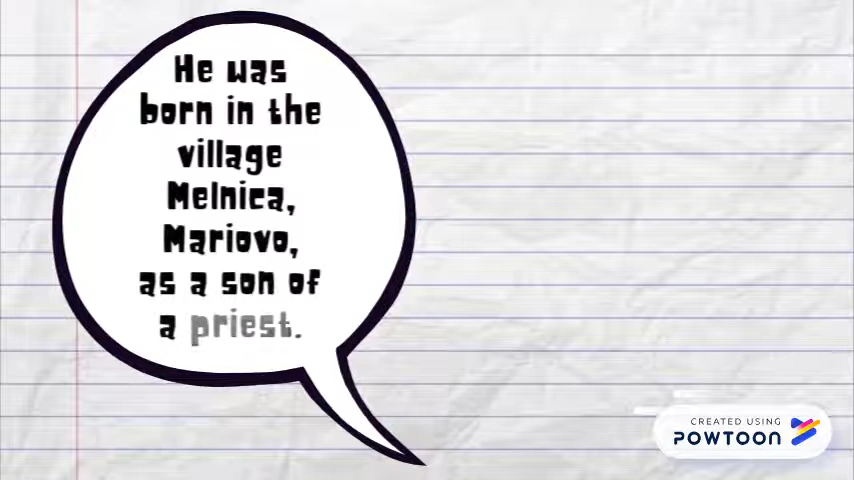 He was
born in the
village
Melnica,
Mariovo,
as a son of
a priest.
CREATED USING
POWTOON